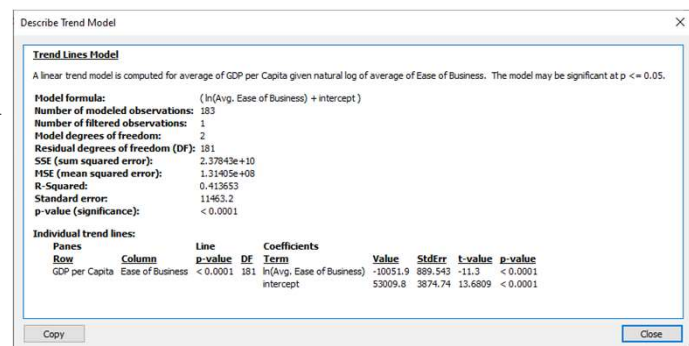 Describe Trend Model
Trend Lines Model
A linear trend model is computed for average of GDP per Capita given natural log of average of Ease of Business. The model may be significant at p <= 0.05.
Model formula: ( ln(Avg. Ease of Business) + intercept )
Number of modeled observations: 183
Number of filtered observations: 1
Model degrees of freedom: 2
Residual degrees of freedom (DF): 181
SSE (sum squared error): 2.37843e+10
MSE (mean squared error): 1.31405e+08
R-Squared: 0.413653
Standard error: 11463.2
p-value (significance): < 0.0001
Individual trend lines:
Panes Line Coefficients
Row Column p-value DF Term Value StdErr t-value p-value
GDP per Capita Ease of Business < 0.0001 181 ln(Avg. Ease of Business) -10051.9 889.543 -11.3 < 0.0001
intercept 53009.8 3874.74 13.6809 < 0.0001
Copy Close